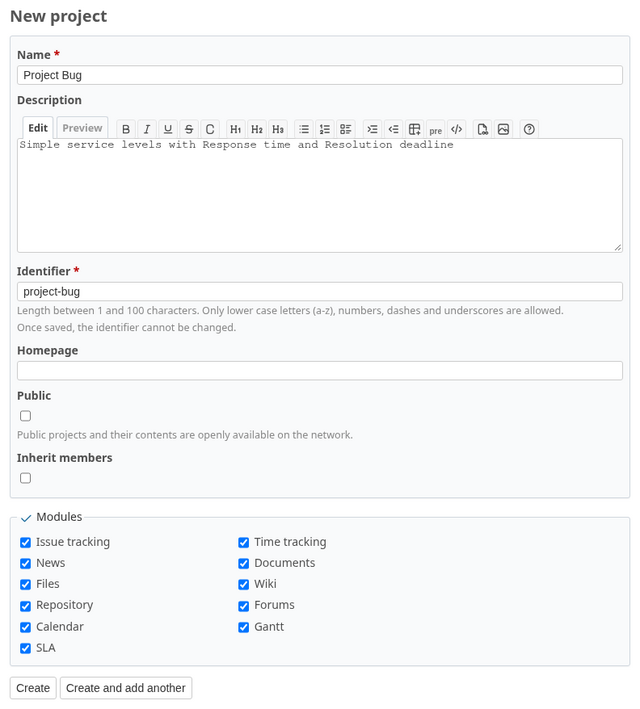 New project
Name *
Project Bug
Description
Edit Preview B I U S C H1 H2 H3 pre
Simple service levels with Response time and Resolution deadline
Identifier *
project-bug
Length between 1 and 100 characters. Only lower case letters (a-z), numbers, dashes and underscores are allowed.
Once saved, the identifier cannot be changed.
Homepage
Public
Public projects and their contents are openly available on the network.
Inherit members
Modules
Issue tracking Time tracking
News Documents
Files Wiki
Repository Forums
Calendar Gantt
SLA
Create Create and add another